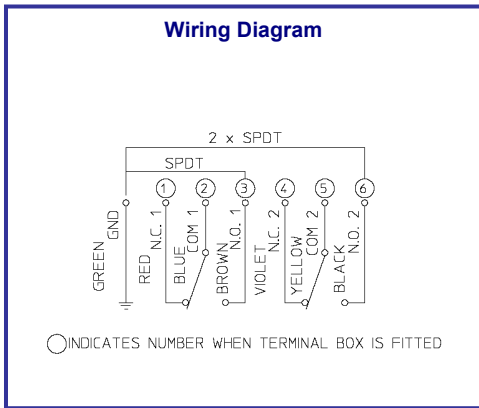 Wiring Diagram
2 x SPDT
SPDT
1 2 3 4 5 6
GREEN
GND
RED
N.C. 1
BLUE
COM 1
BROWN
N.O. 1
VIOLET
N.C. 2
YELLOW
COM 2
BLACK
N.O. 2
INDICATES NUMBER WHEN TERMINAL BOX IS FITTED